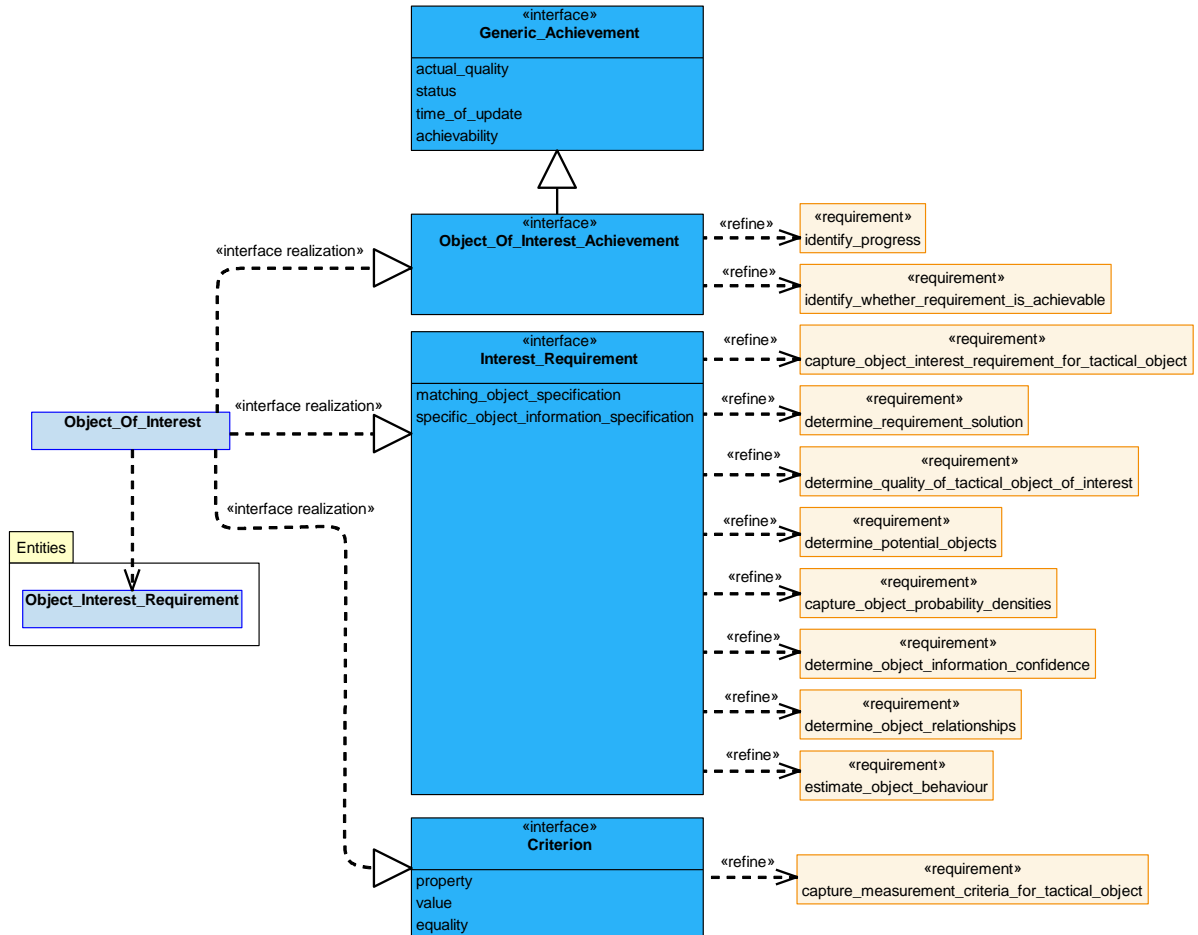 «interface»
Generic_Achievement
actual_quality
status
time_of_update
achievability
«interface»
Object_Of_Interest_Achievement
«refine»
«requirement»
identify_progress
«interface realization»
«refine»
«requirement»
identify_whether_requirement_is_achievable
«interface»
Interest_Requirement
matching_object_specification
specific_object_information_specification
«refine»
«requirement»
capture_object_interest_requirement_for_tactical_object
«refine»
«requirement»
determine_requirement_solution
«interface realization»
Object_Of_Interest
«refine»
«requirement»
determine_quality_of_tactical_object_of_interest
«interface realization»
«refine»
«requirement»
determine_potential_objects
Entities
Object_Interest_Requirement
«refine»
«requirement»
capture_object_probability_densities
«refine»
«requirement»
determine_object_information_confidence
«refine»
«requirement»
determine_object_relationships
«refine»
«requirement»
estimate_object_behaviour
«interface»
Criterion
property
value
equality
«refine»
«requirement»
capture_measurement_criteria_for_tactical_object